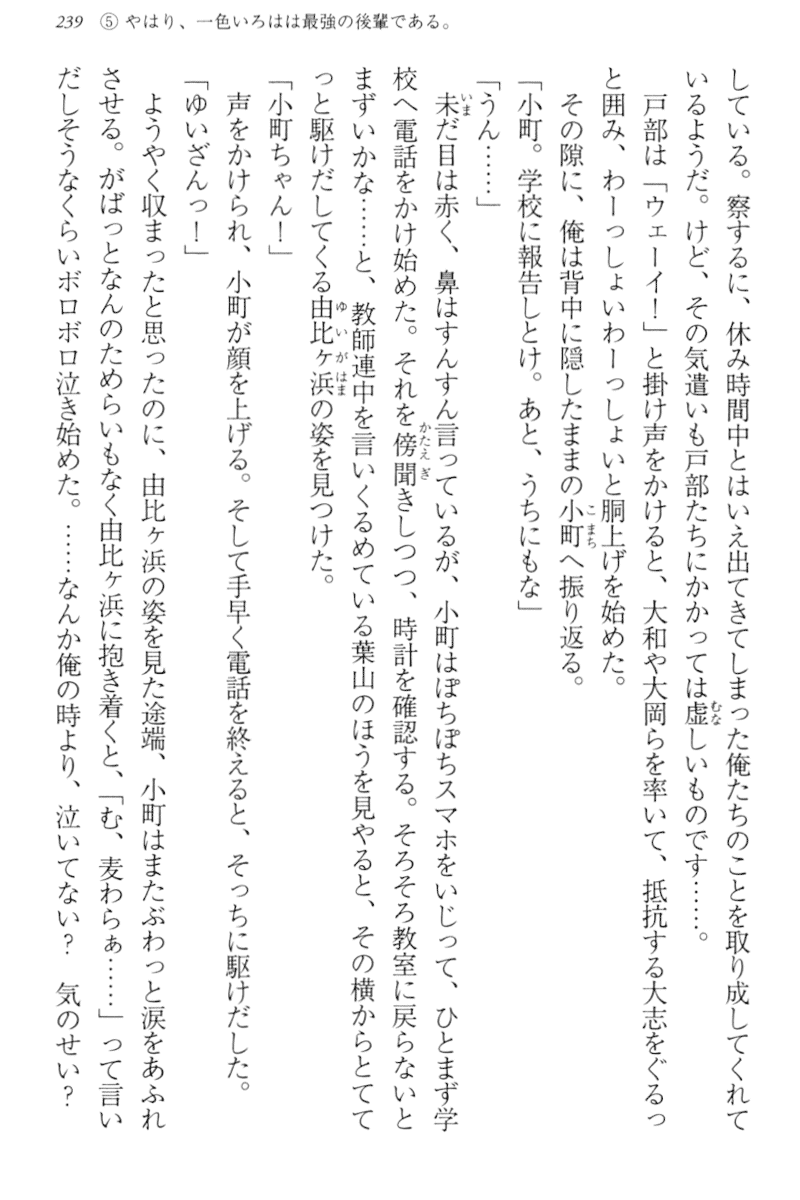 239 ⑤ やはり、一色いろはは最強の後輩である。
している。察するに、休み時間中とはいえ出てきてしまった俺たちのことを取り成してくれて
いるようだ。けど、その気遣いも戸部たちにかかっては虚しいものです……。
戸部は「ウェーイ！」と掛け声をかけると、大和や大岡らを率いて、抵抗する大志をぐるっ
と囲み、わーっしょいわーっしょいと胴上げを始めた。
その隙に、俺は背中に隠したままの小町へ振り返る。
「小町。学校に報告しとけ。あと、うちにもな」
「うん……」
未だ目は赤く、鼻はすんすん言っているが、小町はぽちぽちスマホをいじって、ひとまず学
校へ電話をかけ始めた。それを傍聞きしつつ、時計を確認する。そろそろ教室に戻らないと
まずいかな……と、教師連中を言いくるめている葉山のほうを見やると、その横からとてて
っと駆けだしてくる由比ヶ浜の姿を見つけた。
「小町ちゃん！」
声をかけられ、小町が顔を上げる。そして手早く電話を終えると、そっちに駆けだした。
「ゆいざんっ！」
ようやく収まったと思ったのに、由比ヶ浜の姿を見た途端、小町はまたぶわっと涙をあふれ
させる。がばっとなんのためらいもなく由比ヶ浜に抱き着くと、「む、麦わらぁ……」って言い
だしそうなくらいボロボロ泣き始めた。……なんか俺の時より、泣いてない？　気のせい？